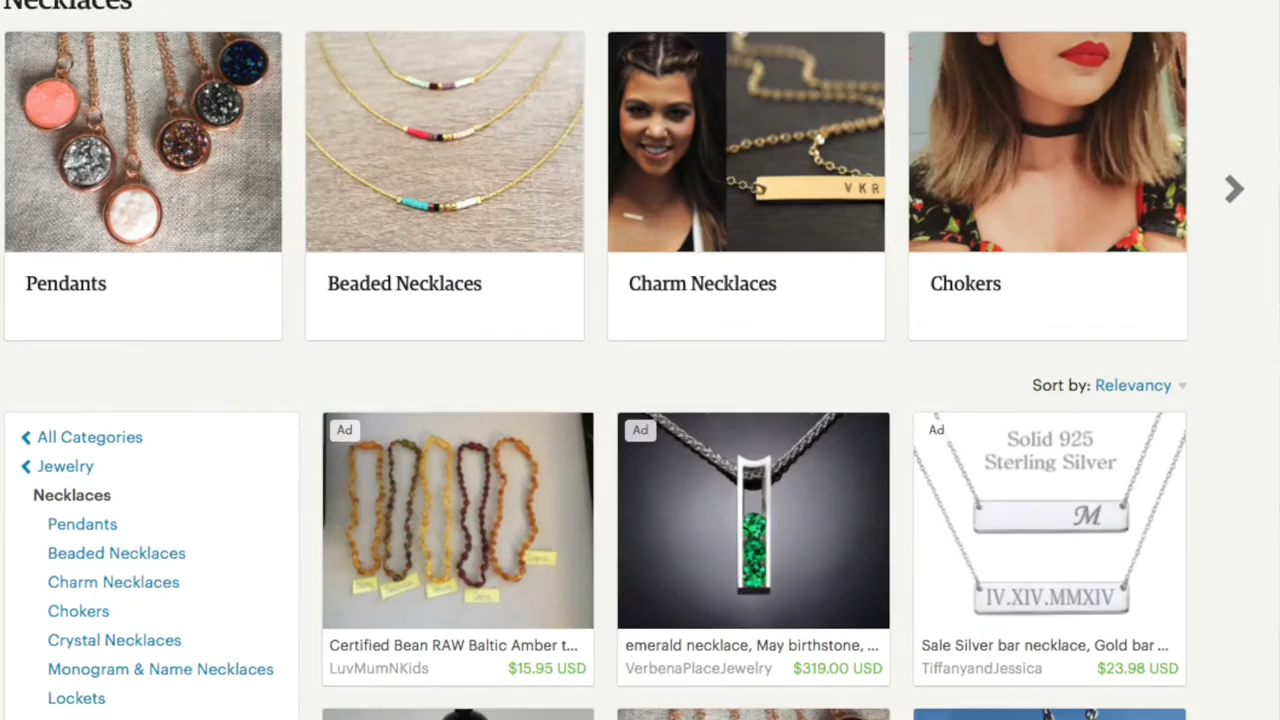 Necklaces
V K R
Pendants
Beaded Necklaces
Charm Necklaces
Chokers
Sort by: Relevancy
All Categories
Jewelry
Necklaces
Pendants
Beaded Necklaces
Charm Necklaces
Chokers
Crystal Necklaces
Monogram & Name Necklaces
Lockets
Ad
Certified Bean RAW Baltic Amber t...
LuvMumNKids $15.95 USD
Ad
emerald necklace, May birthstone, ...
VerbenaPlaceJewelry $319.00 USD
Ad
Solid 925
Sterling Silver
M
IV.XIV.MMXIV
Sale Silver bar necklace, Gold bar ...
TiffanyandJessica $23.98 USD